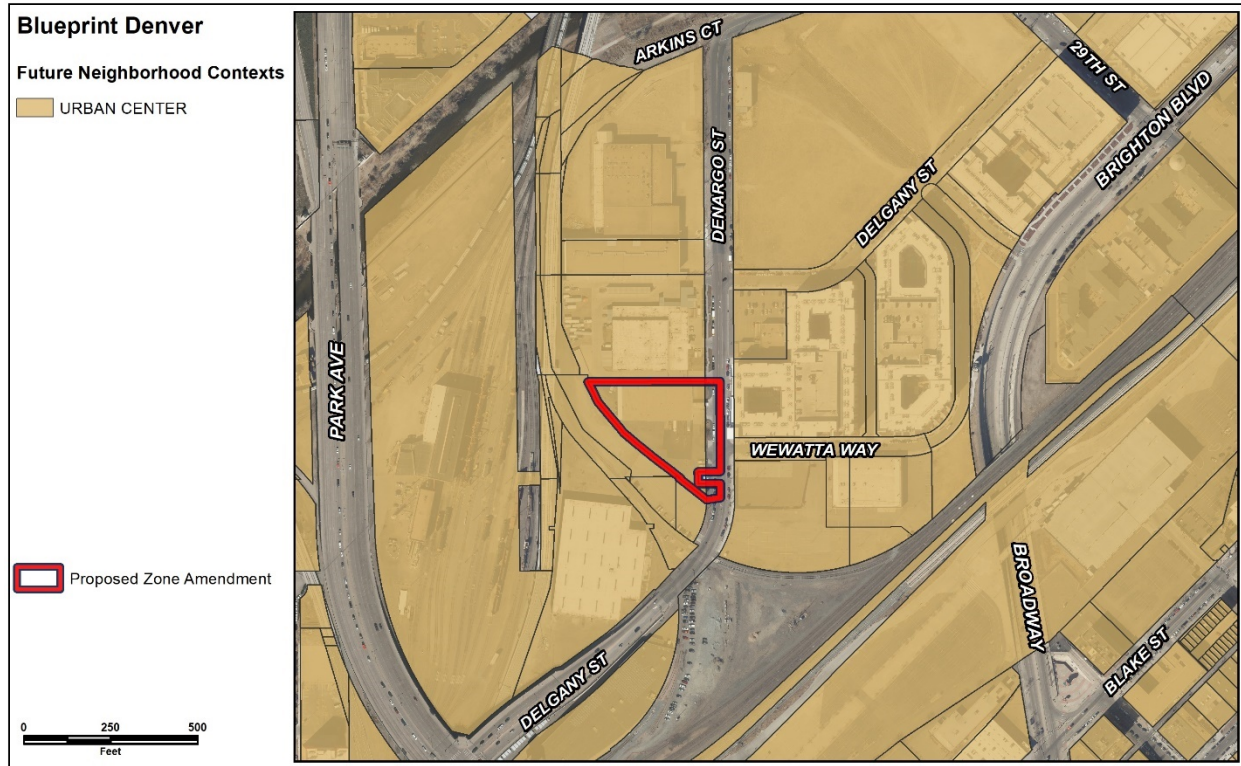 Blueprint Denver
Future Neighborhood Contexts
URBAN CENTER
Proposed Zone Amendment
0 250 500
Feet
ARKINS CT
29TH ST
BRIGHTON BLVD
DENARGO ST
DELGANY ST
PARK AVE
WEWATTA WAY
BROADWAY
BLAKE ST
DELGANY ST